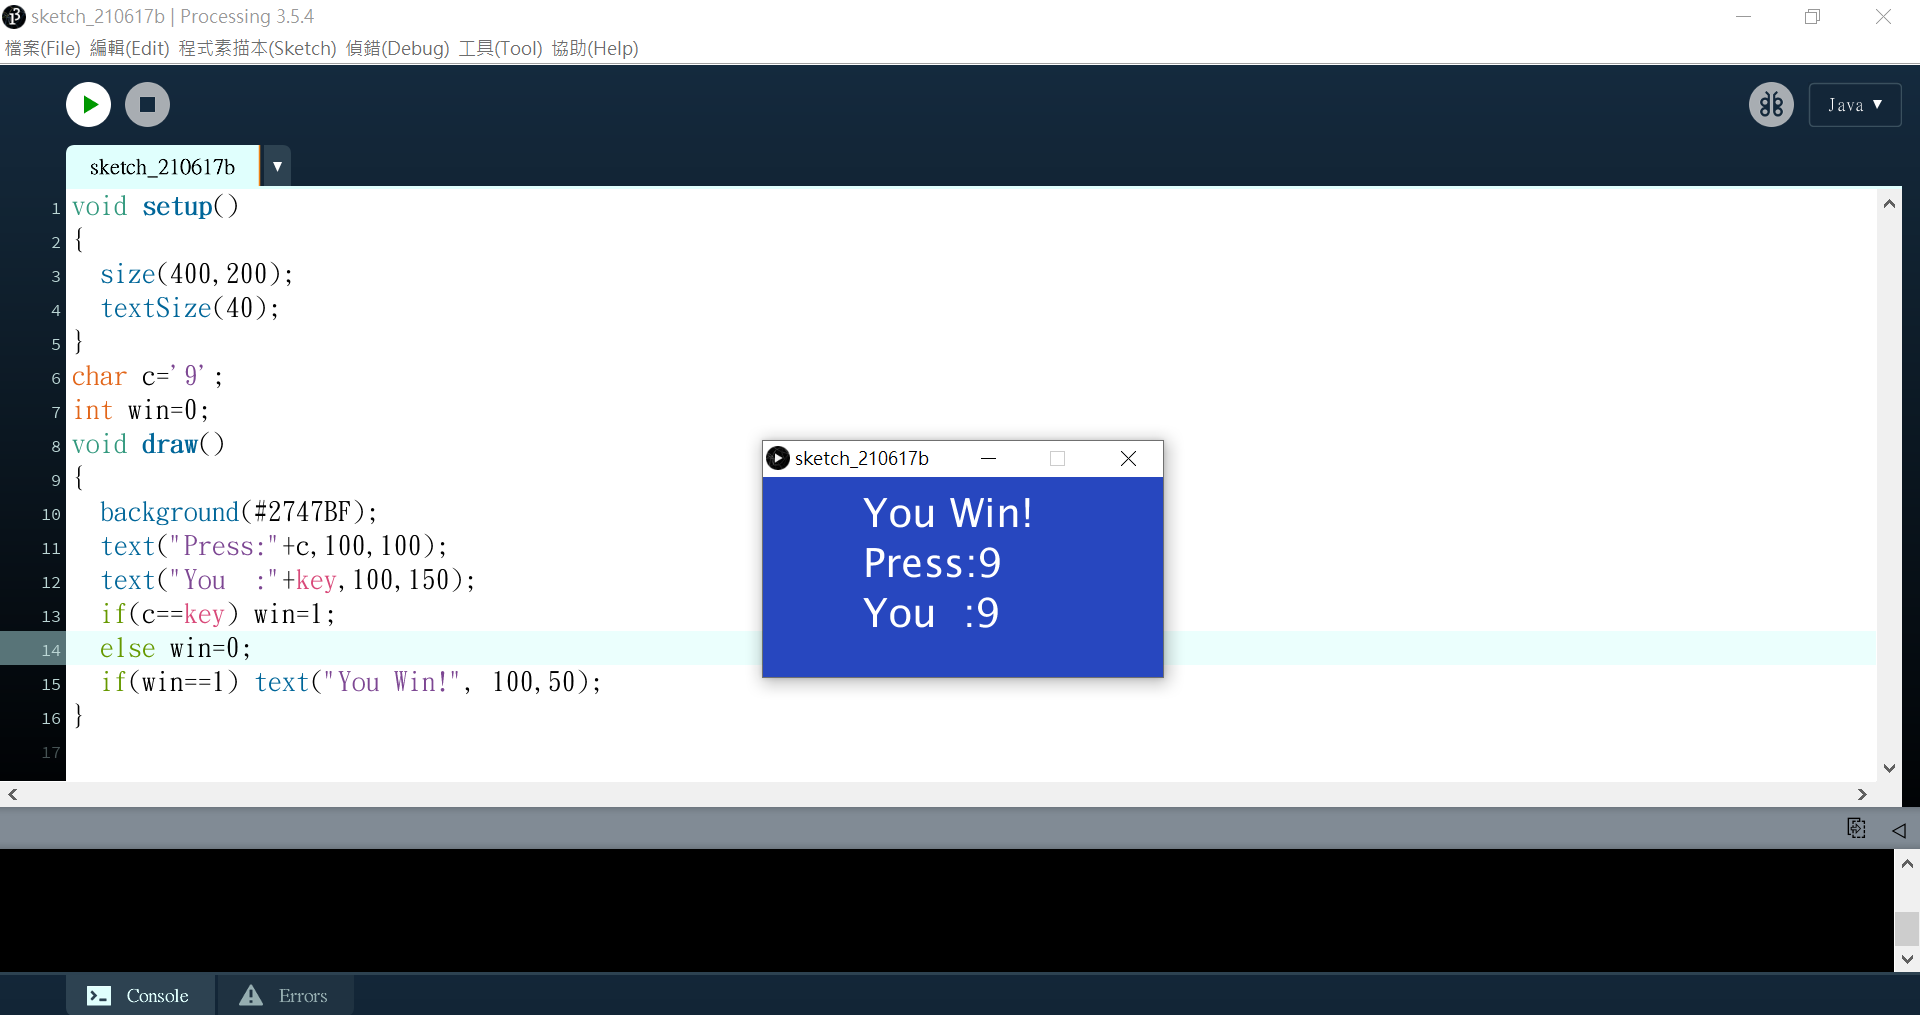 sketch_210617b | Processing 3.5.4
檔案(File) 編輯(Edit) 程式素描本(Sketch) 偵錯(Debug) 工具(Tool) 協助(Help)
Java ▼
sketch_210617b ▼
1 void setup()
2 {
3   size(400,200);
4   textSize(40);
5 }
6 char c='9';
7 int win=0;
8 void draw()
9 {
10   background(#2747BF);
11   text("Press:"+c,100,100);
12   text("You  :"+key,100,150);
13   if(c==key) win=1;
14   else win=0;
15   if(win==1) text("You Win!", 100,50);
16 }
17
sketch_210617b
You Win!
Press:9
You  :9
Console
Errors